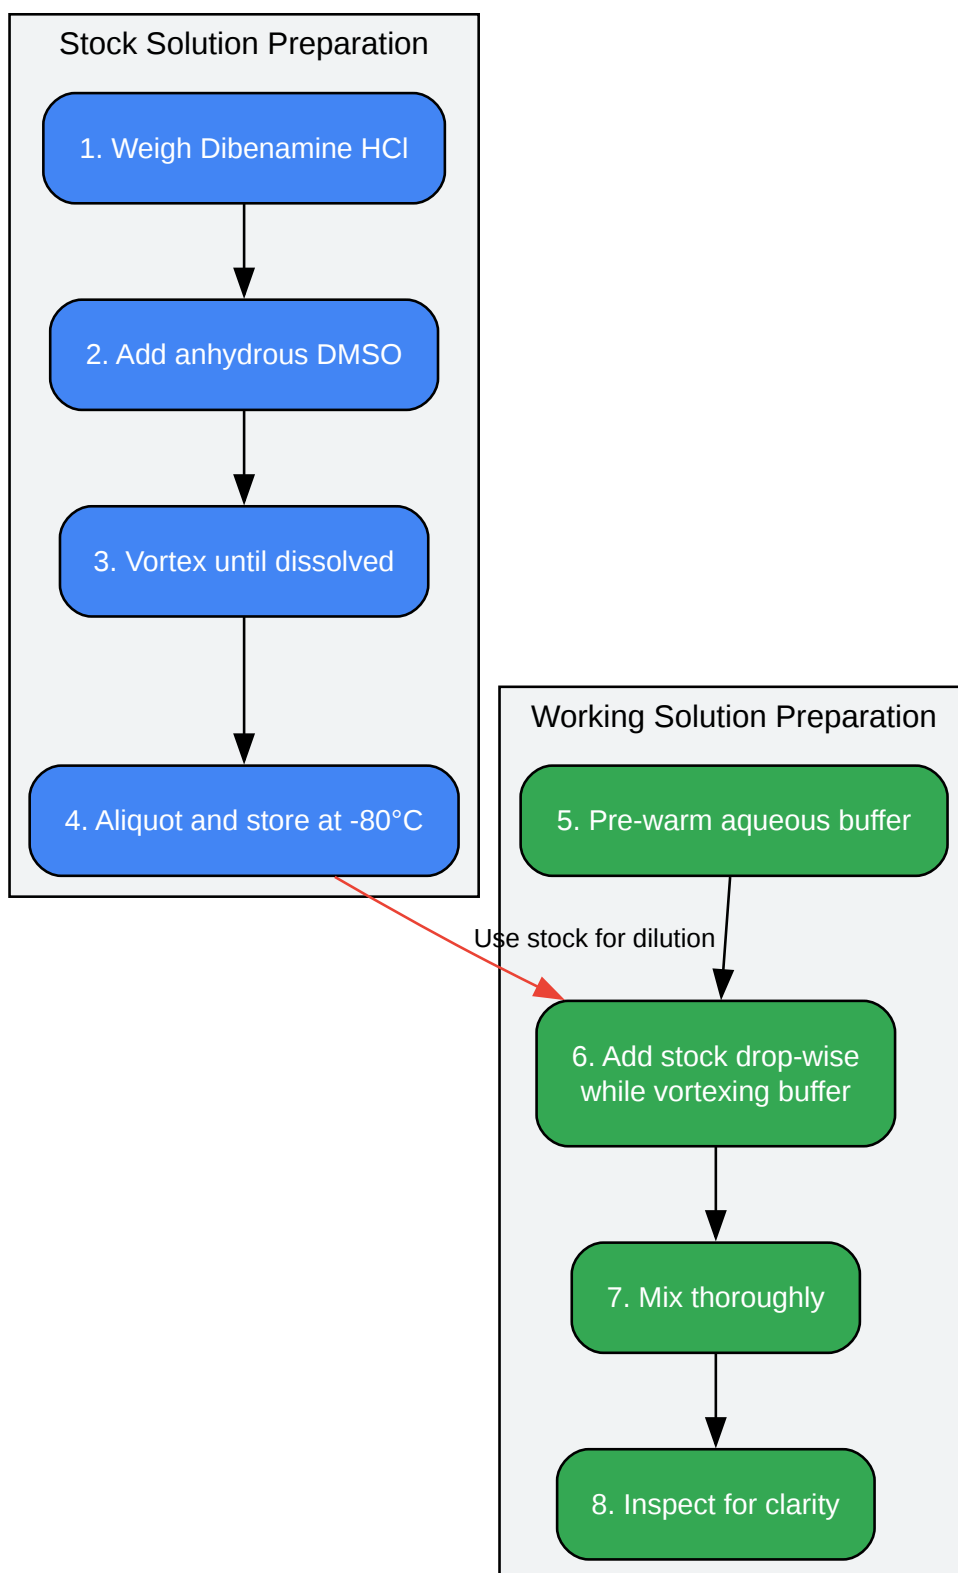 Stock Solution Preparation
1. Weigh Dibenamine HCl
2. Add anhydrous DMSO
3. Vortex until dissolved
4. Aliquot and store at -80°C
Working Solution Preparation
5. Pre-warm aqueous buffer
Use stock for dilution
6. Add stock drop-wise
while vortexing buffer
7. Mix thoroughly
8. Inspect for clarity